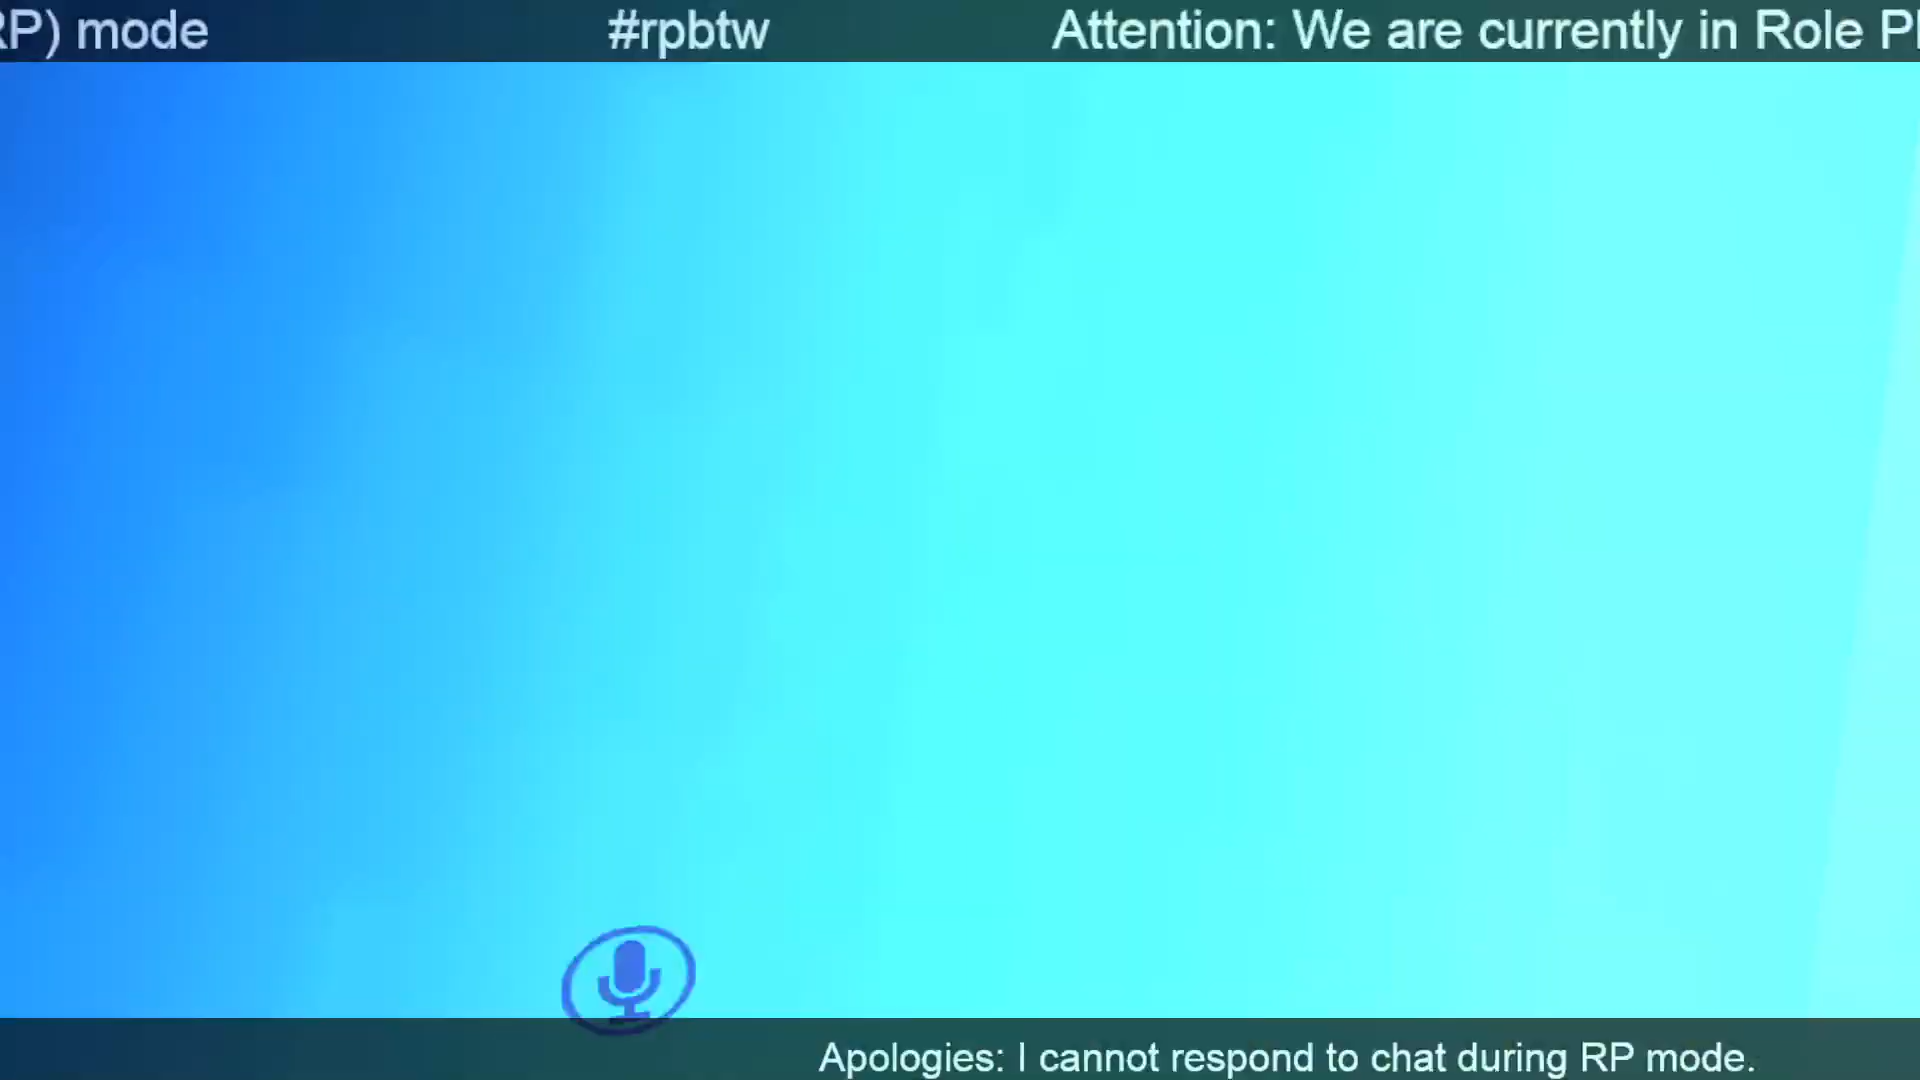 RP) mode #rpbtw Attention: We are currently in Role Pl
Apologies: I cannot respond to chat during RP mode.